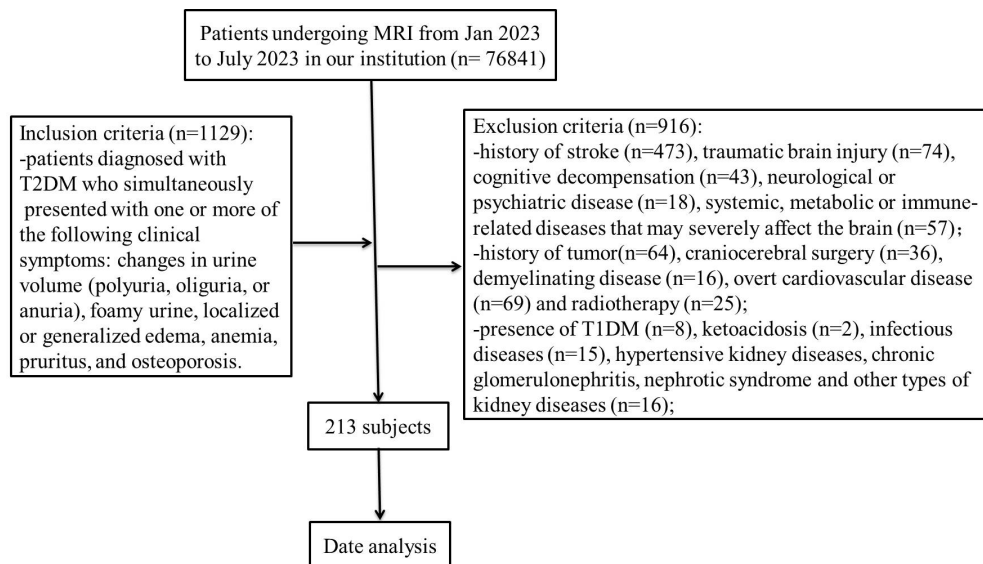 Patients undergoing MRI from Jan 2023
to July 2023 in our institution (n= 76841)
Inclusion criteria (n=1129):
-patients diagnosed with
T2DM who simultaneously
presented with one or more of
the following clinical
symptoms: changes in urine
volume (polyuria, oliguria, or
anuria), foamy urine, localized
or generalized edema, anemia,
pruritus, and osteoporosis.
Exclusion criteria (n=916):
-history of stroke (n=473), traumatic brain injury (n=74),
cognitive decompensation (n=43), neurological or
psychiatric disease (n=18), systemic, metabolic or immune-
related diseases that may severely affect the brain (n=57);
-history of tumor(n=64), craniocerebral surgery (n=36),
demyelinating disease (n=16), overt cardiovascular disease
(n=69) and radiotherapy (n=25);
-presence of T1DM (n=8), ketoacidosis (n=2), infectious
diseases (n=15), hypertensive kidney diseases, chronic
glomerulonephritis, nephrotic syndrome and other types of
kidney diseases (n=16);
213 subjects
Date analysis